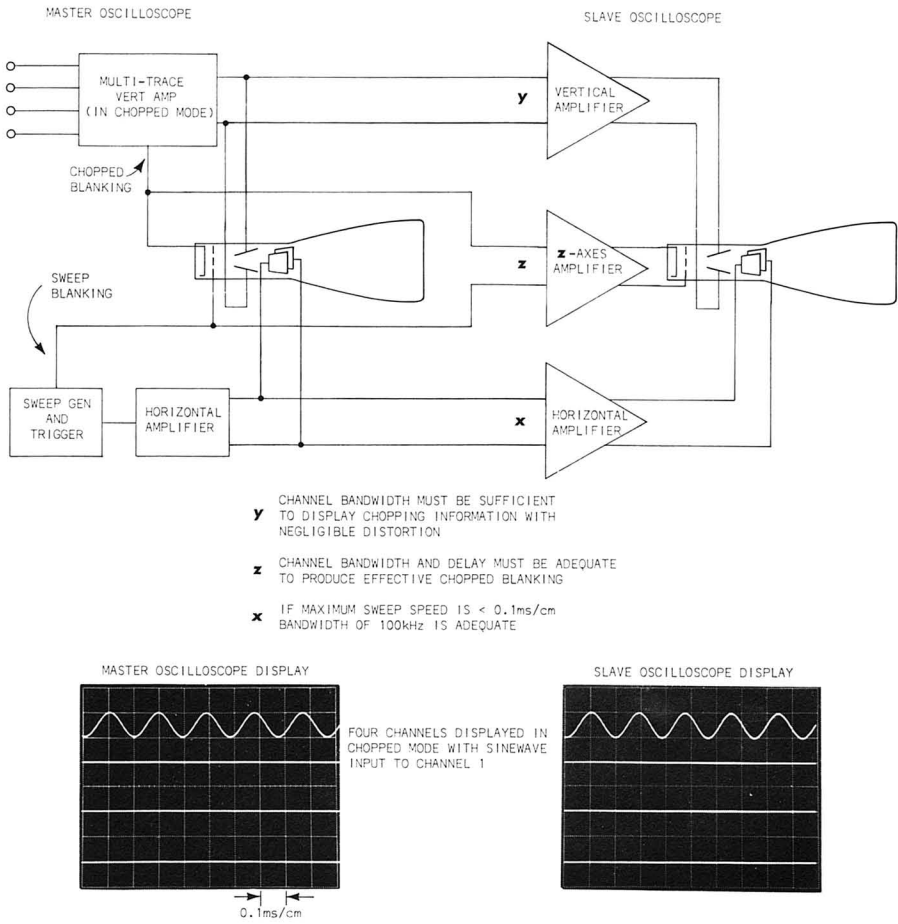 MASTER OSCILLOSCOPE
SLAVE OSCILLOSCOPE
MULTI-TRACE
VERT AMP
(IN CHOPPED MODE)
y
VERTICAL
AMPLIFIER
CHOPPED
BLANKING
z
z-AXES
AMPLIFIER
SWEEP
BLANKING
SWEEP GEN
AND
TRIGGER
HORIZONTAL
AMPLIFIER
x
HORIZONTAL
AMPLIFIER
y CHANNEL BANDWIDTH MUST BE SUFFICIENT
TO DISPLAY CHOPPING INFORMATION WITH
NEGLIGIBLE DISTORTION
z CHANNEL BANDWIDTH AND DELAY MUST BE ADEQUATE
TO PRODUCE EFFECTIVE CHOPPED BLANKING
x IF MAXIMUM SWEEP SPEED IS < 0.1ms/cm
BANDWIDTH OF 100kHz IS ADEQUATE
MASTER OSCILLOSCOPE DISPLAY
SLAVE OSCILLOSCOPE DISPLAY
FOUR CHANNELS DISPLAYED IN
CHOPPED MODE WITH SINEWAVE
INPUT TO CHANNEL 1
0.1ms/cm